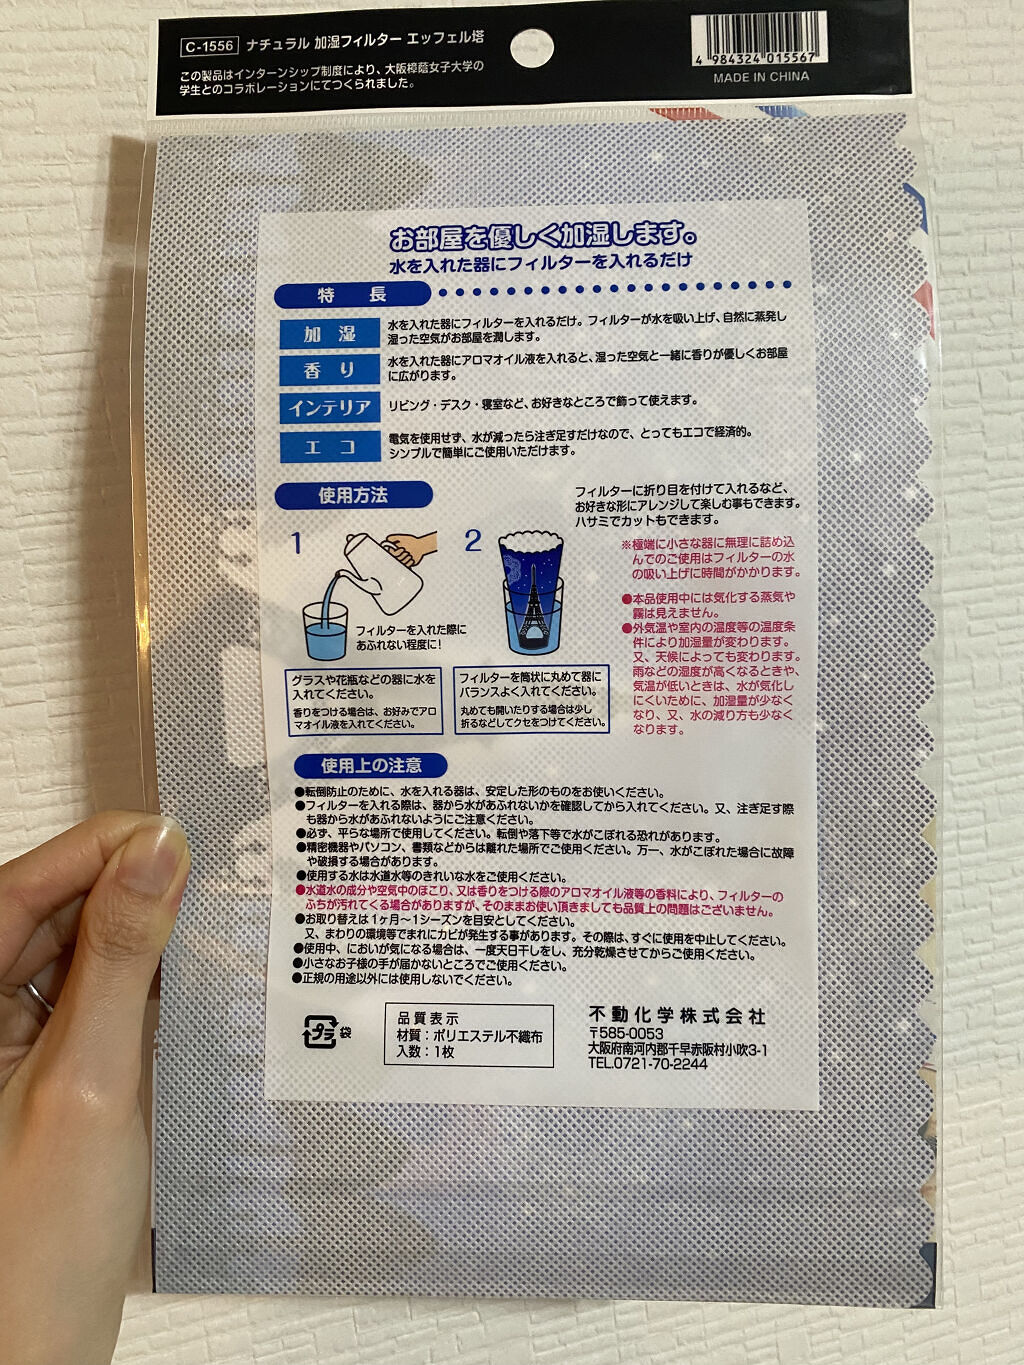 C-1556 ナチュラル 加湿フィルター エッフェル塔
この製品はインターンシップ制度により、大阪樟蔭女子大学の
学生とのコラボレーションにてつくられました。
4 984324 015567
MADE IN CHINA
お部屋を優しく加湿します。
水を入れた器にフィルターを入れるだけ
特長
加湿
水を入れた器にフィルターを入れるだけ。フィルターが水を吸い上げ、自然に蒸発し
湿った空気がお部屋を潤します。
香り
水を入れた器にアロマオイル液を入れると、湿った空気と一緒に香りが優しくお部屋
に広がります。
インテリア
リビング・デスク・寝室など、お好きなところで飾って使えます。
エコ
電気を使用せず、水が減ったら注ぎ足すだけなので、とってもエコで経済的。
シンプルで簡単にご使用いただけます。
使用方法
1
フィルターを入れた際に
あふれない程度に!
グラスや花瓶などの器に水を
入れてください。
香りをつける場合は、お好みでアロ
マオイル液を入れてください。
2
フィルターを筒状に丸めて器に
バランスよく入れてください。
丸めても開いたりする場合は少し
折るなどしてクセをつけてください。
フィルターに折り目を付けて入れるなど、
お好きな形にアレンジして楽しむ事もできます。
ハサミでカットもできます。
※極端に小さな器に無理に詰め込
んでのご使用はフィルターの水
の吸い上げに時間がかかります。
●本品使用中には気化する蒸気や
霧は見えません。
●外気温や室内の温度等の温度条
件により加湿量が変わります。
又、天候によっても変わります。
雨などの湿度が高くなるときや、
気温が低いときは、水が気化し
にくいために、加湿量が少なく
なり、又、水の減り方も少なく
なります。
使用上の注意
●転倒防止のために、水を入れる器は、安定した形のものをお使いください。
●フィルターを入れる際は、器から水があふれないかを確認してから入れてください。又、注ぎ足す際
も器から水があふれないようにご注意ください。
●必ず、平らな場所で使用してください。転倒や落下等で水がこぼれる恐れがあります。
●精密機器やパソコン、書類などからは離れた場所でご使用ください。万一、水がこぼれた場合に故障
や破損する場合があります。
●使用する水は水道水等のきれいな水をご使用ください。
●水道水の成分や空気中のほこり、又は香りをつける際のアロマオイル液等の香料により、フィルターの
ふちが汚れてくる場合がありますが、そのままお使い頂きましても品質上の問題はございません。
●お取り替えは1ヶ月～1シーズンを目安としてください。
又、まわりの環境等でまれにカビが発生する事があります。その際は、すぐに使用を中止してください。
●使用中、においが気になる場合は、一度天日干しをし、充分乾燥させてからご使用ください。
●小さなお子様の手が届かないところでご使用ください。
●正規の用途以外には使用しないでください。
プラ 袋
品質表示
材質：ポリエステル不織布
入数：1枚
不動化学株式会社
〒585-0053
大阪府南河内郡千早赤阪村小吹3-1
TEL.0721-70-2244